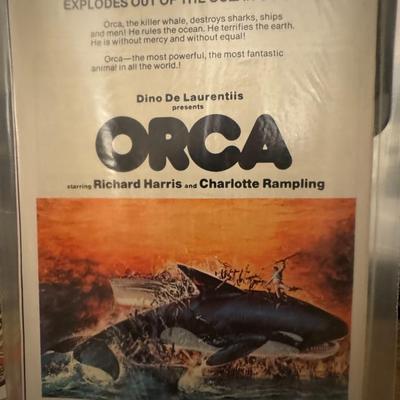 EXPLODES OUT OF THE
Orca, the killer whale, destroys sharks, ships
and men! He rules the ocean. He terrifies the earth.
He is without mercy and without equal!
Orca—the most powerful, the most fantastic
animal in all the world.!
Dino De Laurentiis
presents
ORCA
starring Richard Harris and Charlotte Rampling